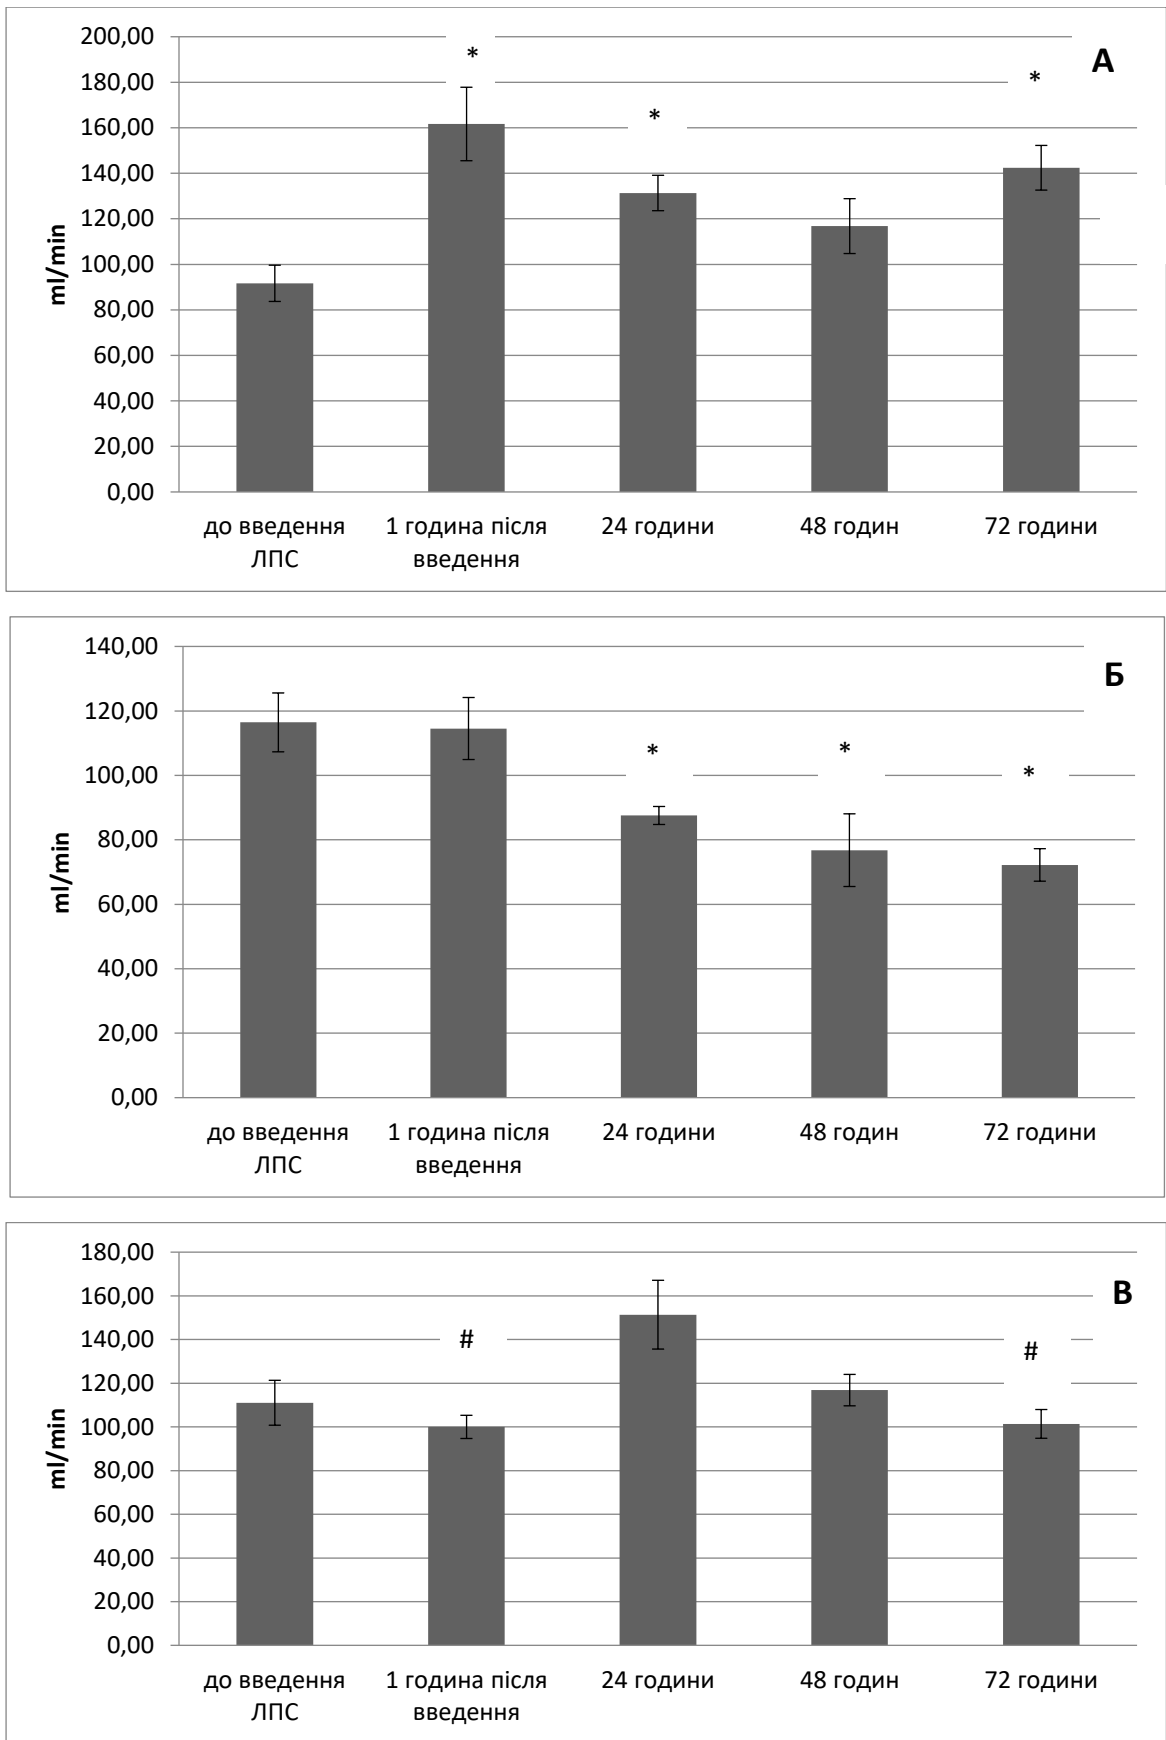 200,00
180,00
160,00
140,00
120,00
100,00
80,00
60,00
40,00
20,00
0,00
ml/min
А
*
*
*
до введення
ЛПС
1 година після
введення
24 години
48 годин
72 години
140,00
120,00
100,00
80,00
60,00
40,00
20,00
0,00
ml/min
Б
*
*
*
до введення
ЛПС
1 година після
введення
24 години
48 годин
72 години
180,00
160,00
140,00
120,00
100,00
80,00
60,00
40,00
20,00
0,00
ml/min
В
#
#
до введення
ЛПС
1 година після
введення
24 години
48 годин
72 години